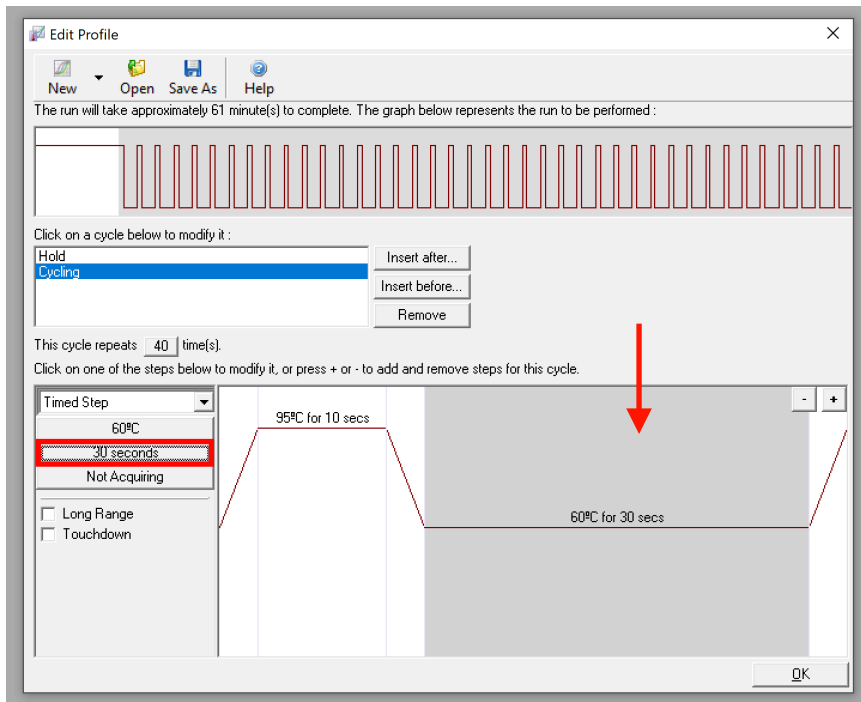 Edit Profile
New Open Save As Help
The run will take approximately 61 minute(s) to complete. The graph below represents the run to be performed :
Click on a cycle below to modify it :
Hold
Cycling
Insert after...
Insert before...
Remove
This cycle repeats 40 time(s).
Click on one of the steps below to modify it, or press + or - to add and remove steps for this cycle.
Timed Step
- +
60ºC
30 seconds
Not Acquiring
Long Range
Touchdown
95ºC for 10 secs
60ºC for 30 secs
OK